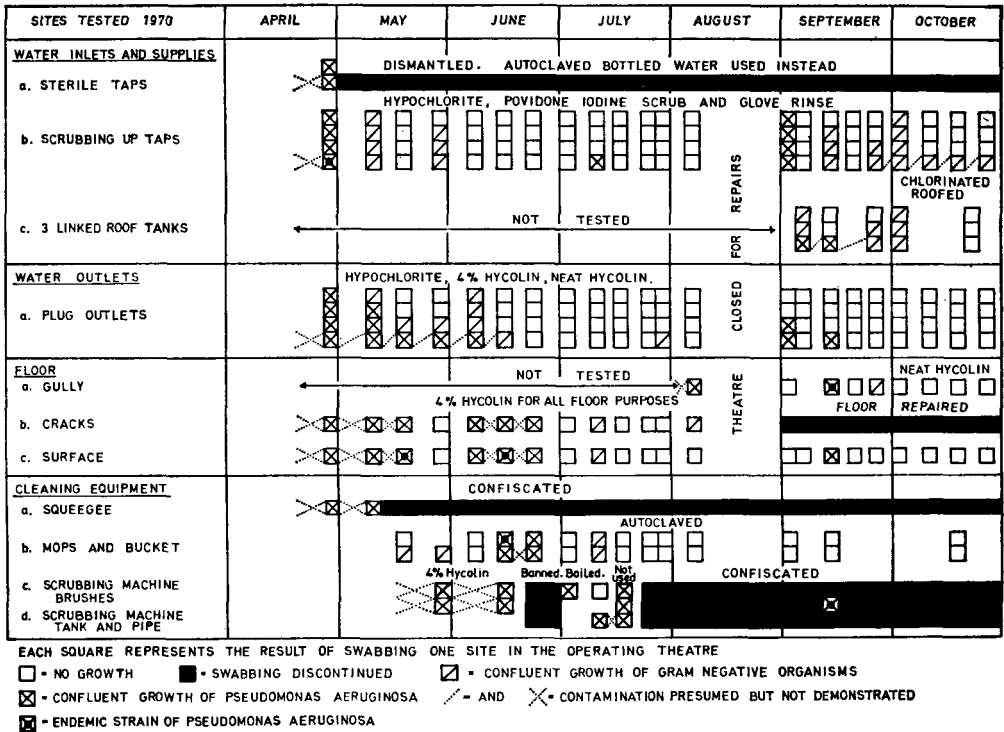 SITES TESTED 1970 APRIL MAY JUNE JULY AUGUST SEPTEMBER OCTOBER
WATER INLETS AND SUPPLIES
DISMANTLED. AUTOCLAVED BOTTLED WATER USED INSTEAD
a. STERILE TAPS
HYPOCHLORITE, POVIDONE IODINE SCRUB AND GLOVE RINSE
b. SCRUBBING UP TAPS
CHLORINATED
ROOFED
c. 3 LINKED ROOF TANKS
NOT TESTED
THEATRE CLOSED FOR REPAIRS
WATER OUTLETS
HYPOCHLORITE, 4% HYCOLIN, NEAT HYCOLIN.
a. PLUG OUTLETS
FLOOR
NOT TESTED
NEAT HYCOLIN
a. GULLY
4% HYCOLIN FOR ALL FLOOR PURPOSES
FLOOR REPAIRED
b. CRACKS
c. SURFACE
CLEANING EQUIPMENT
CONFISCATED
a. SQUEEGEE
AUTOCLAVED
b. MOPS AND BUCKET
4% Hycolin
Banned. Boiled.
Not
used
CONFISCATED
c. SCRUBBING MACHINE
BRUSHES
d. SCRUBBING MACHINE
TANK AND PIPE
EACH SQUARE REPRESENTS THE RESULT OF SWABBING ONE SITE IN THE OPERATING THEATRE
= NO GROWTH = SWABBING DISCONTINUED = CONFLUENT GROWTH OF GRAM NEGATIVE ORGANISMS
= CONFLUENT GROWTH OF PSEUDOMONAS AERUGINOSA = AND = CONTAMINATION PRESUMED BUT NOT DEMONSTRATED
= ENDEMIC STRAIN OF PSEUDOMONAS AERUGINOSA